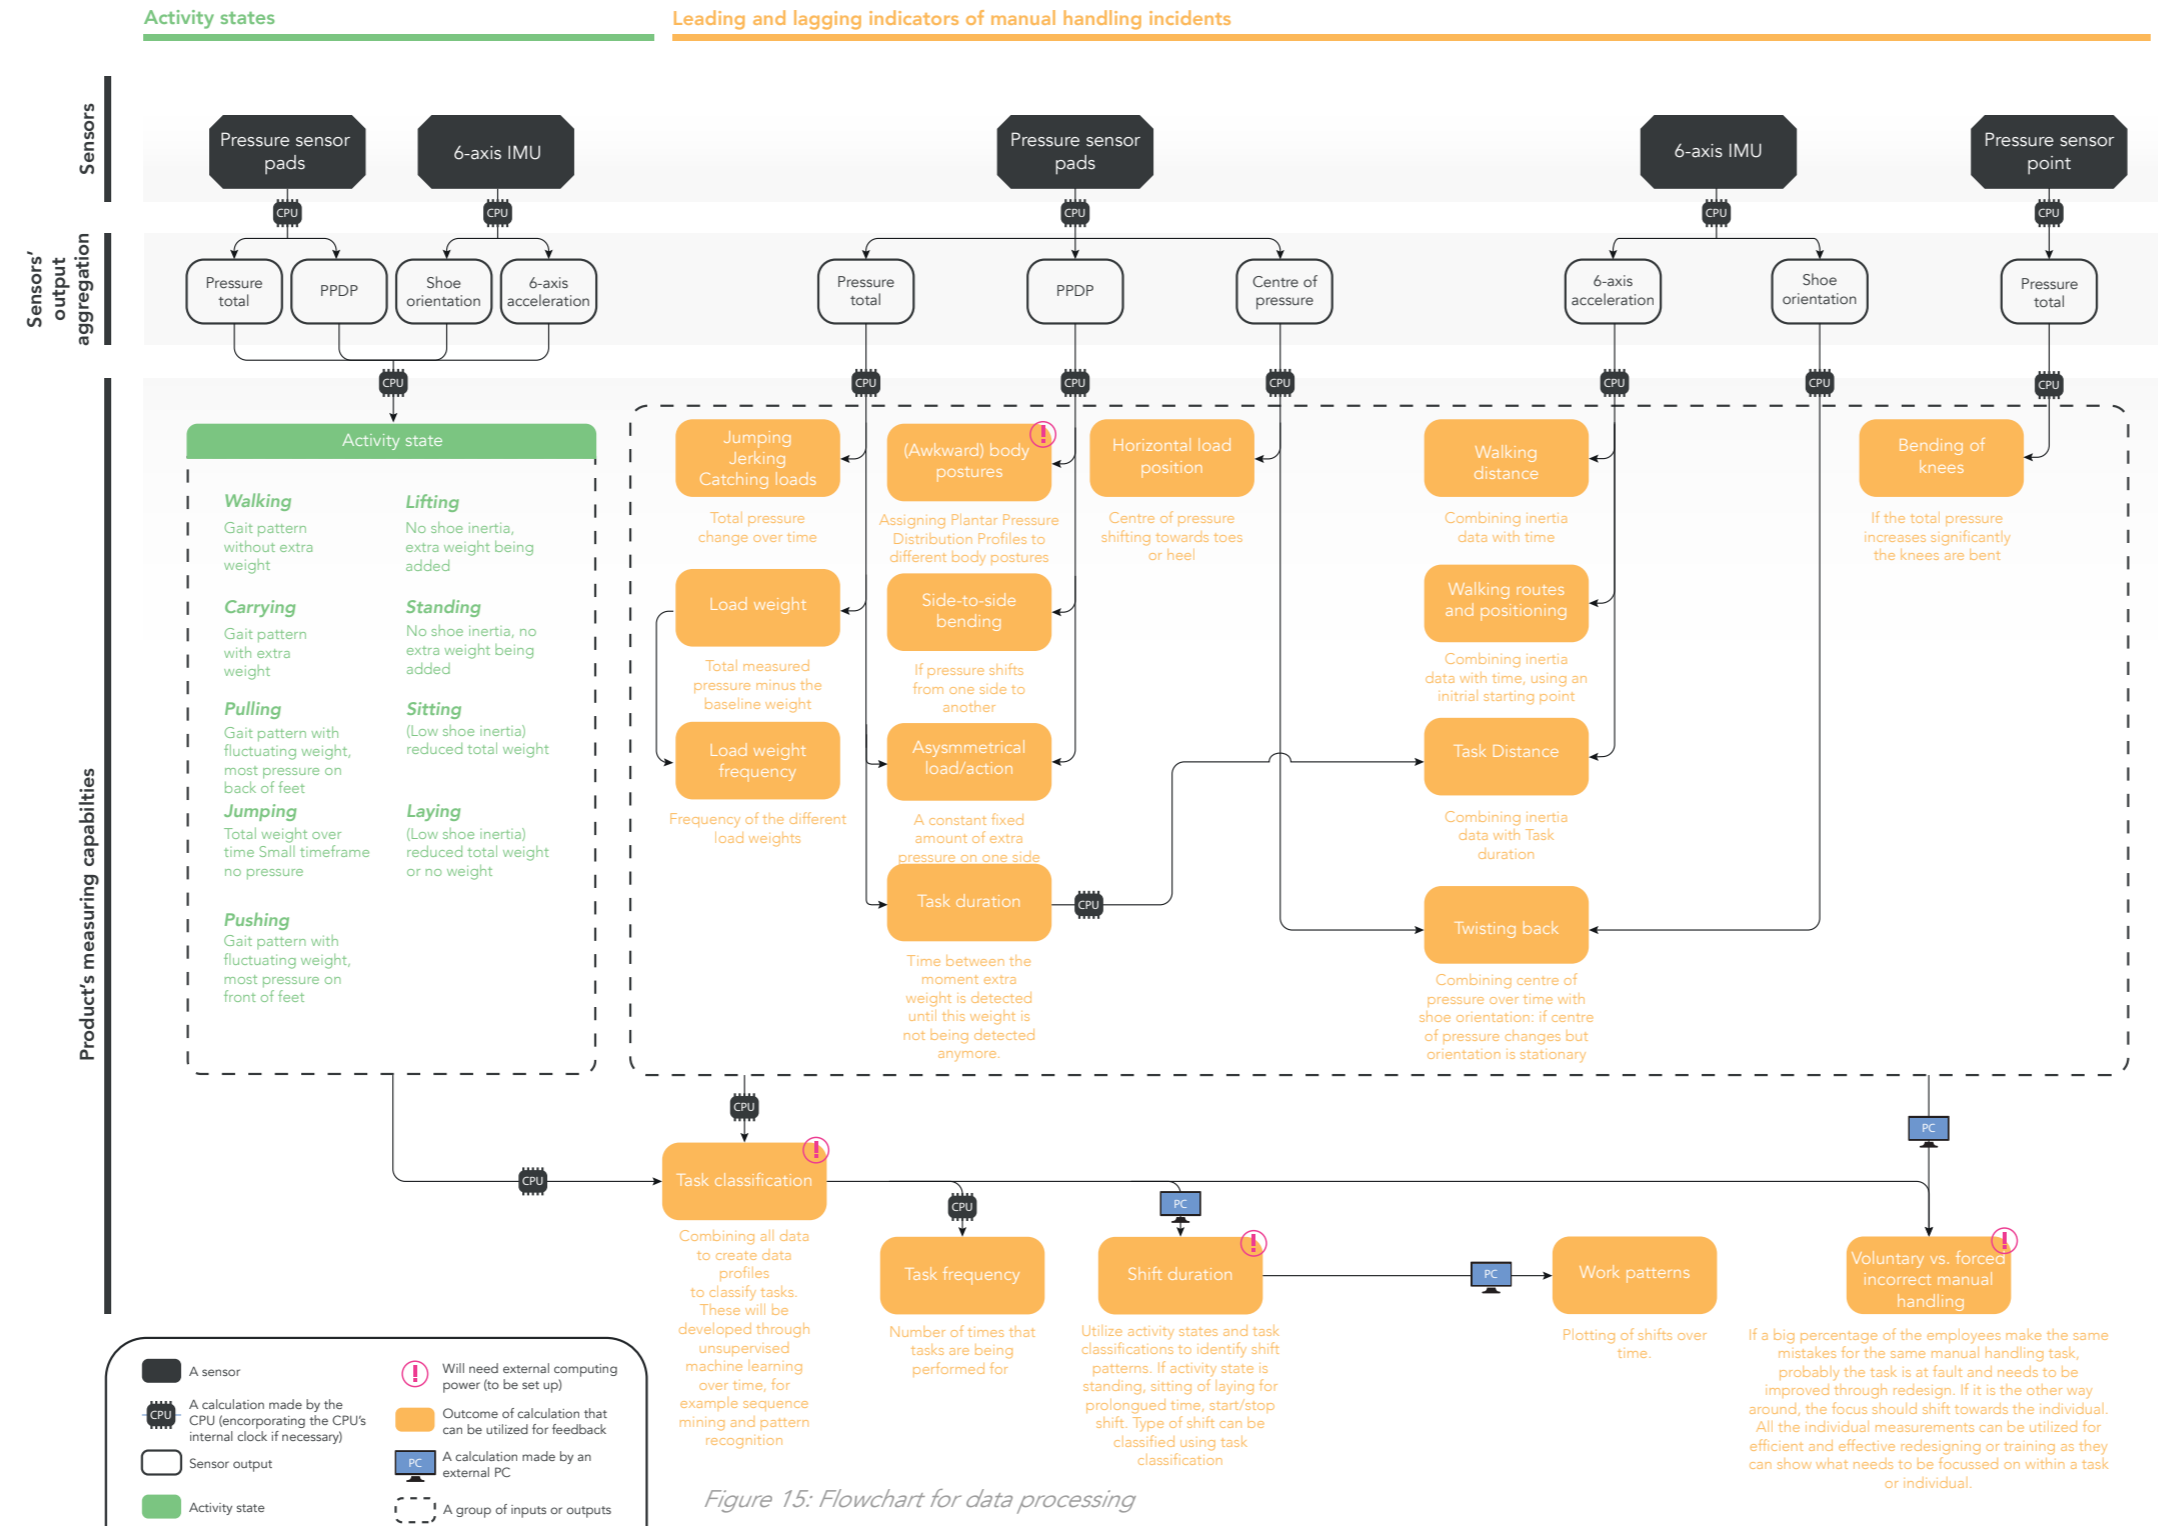 Activity states
Leading and lagging indicators of manual handling incidents
Sensors
Pressure sensor
pads
6-axis IMU
Pressure sensor
pads
6-axis IMU
Pressure sensor
point
CPU
CPU
CPU
CPU
CPU
Sensors'
output
aggregation
Pressure
total
PPDP
Shoe
orientation
6-axis
acceleration
Pressure
total
PPDP
Centre of
pressure
6-axis
acceleration
Shoe
orientation
Pressure
total
CPU
CPU
CPU
CPU
CPU
CPU
CPU
Product's measuring capabilties
Activity state
Walking
Gait pattern
without extra
weight
Lifting
No shoe inertia,
extra weight being
added
Carrying
Gait pattern
with extra
weight
Standing
No shoe inertia, no
extra weight being
added
Pulling
Gait pattern with
fluctuating weight,
most pressure on
back of feet
Sitting
(Low shoe inertia)
reduced total weight
Jumping
Total weight over
time Small timeframe
no pressure
Laying
(Low shoe inertia)
reduced total weight
or no weight
Pushing
Gait pattern with
fluctuating weight,
most pressure on
front of feet
Jumping
Jerking
Catching loads
Total pressure
change over time
Load weight
Total measured
pressure minus the
baseline weight
Load weight
frequency
Frequency of the different
load weights
(Awkward) body
postures
!
Assigning Plantar Pressure
Distribution Profiles to
different body postures
Side-to-side
bending
If pressure shifts
from one side to
another
Asysmmetrical
load/action
A constant fixed
amount of extra
pressure on one side
Task duration
CPU
Time between the
moment extra
weight is detected
until this weight is
not being detected
anymore.
Horizontal load
position
Centre of pressure
shifting towards toes
or heel
Walking
distance
Combining inertia
data with time
Walking routes
and positioning
Combining inertia
data with time, using an
initrial starting point
Task Distance
Combining inertia
data with Task
duration
Twisting back
Combining centre of
pressure over time with
shoe orientation: if centre
of pressure changes but
orientation is stationary
Bending of
knees
If the total pressure
increases significantly
the knees are bent
CPU
PC
CPU
Task classification
!
Combining all data
to create data
profiles
to classify tasks.
These will be
developed through
unsupervised
machine learning
over time, for
example sequence
mining and pattern
recognition
CPU
Task frequency
Number of times that
tasks are being
performed for
PC
Shift duration
!
Utilize activity states and task
classifications to identify shift
patterns. If activity state is
standing, sitting of laying for
prolongued time, start/stop
shift. Type of shift can be
classified using task
classification
PC
Work patterns
Plotting of shifts over
time.
Voluntary vs. forced
incorrect manual
handling
!
If a big percentage of the employees make the same
mistakes for the same manual handling task,
probably the task is at fault and needs to be
improved through redesign. If it is the other way
around, the focus should shift towards the individual.
All the individual measurements can be utilized for
efficient and effective redesigning or training as they
can show what needs to be focussed on within a task
or individual.
A sensor
CPU
A calculation made by the
CPU (encorporating the CPU's
internal clock if necessary)
Sensor output
Activity state
!
Will need external computing
power (to be set up)
Outcome of calculation that
can be utilized for feedback
PC
A calculation made by an
external PC
A group of inputs or outputs
Figure 15: Flowchart for data processing